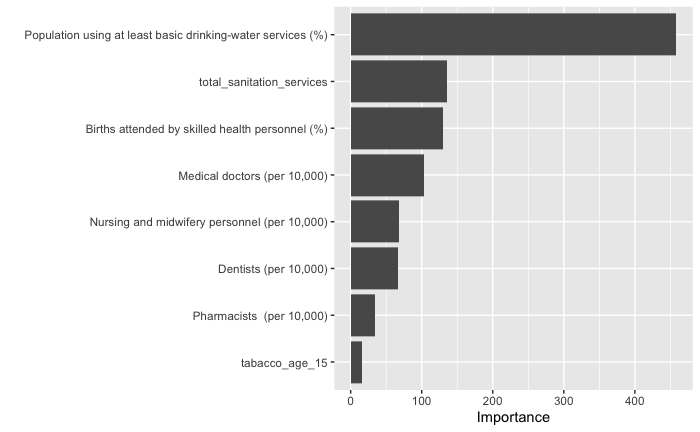 Population using at least basic drinking-water services (%)
total_sanitation_services
Births attended by skilled health personnel (%)
Medical doctors (per 10,000)
Nursing and midwifery personnel (per 10,000)
Dentists (per 10,000)
Pharmacists  (per 10,000)
tabacco_age_15
0 100 200 300 400
Importance